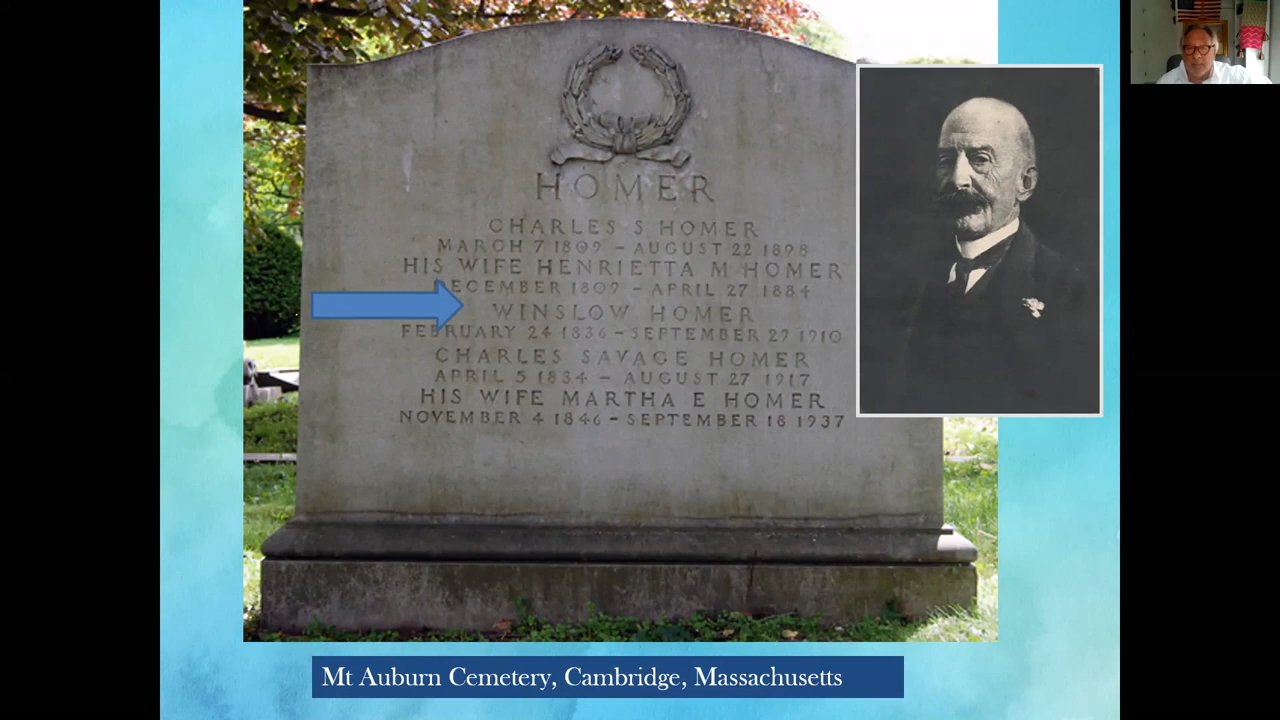 HOMER
CHARLES S HOMER
MARCH 7 1809 – AUGUST 22 1898
HIS WIFE HENRIETTA M HOMER
DECEMBER 1809 – APRIL 27 1884
WINSLOW HOMER
FEBRUARY 24 1836 – SEPTEMBER 29 1910
CHARLES SAVAGE HOMER
APRIL 5 1834 – AUGUST 27 1917
HIS WIFE MARTHA E HOMER
NOVEMBER 4 1846 – SEPTEMBER 18 1937
Mt Auburn Cemetery, Cambridge, Massachusetts